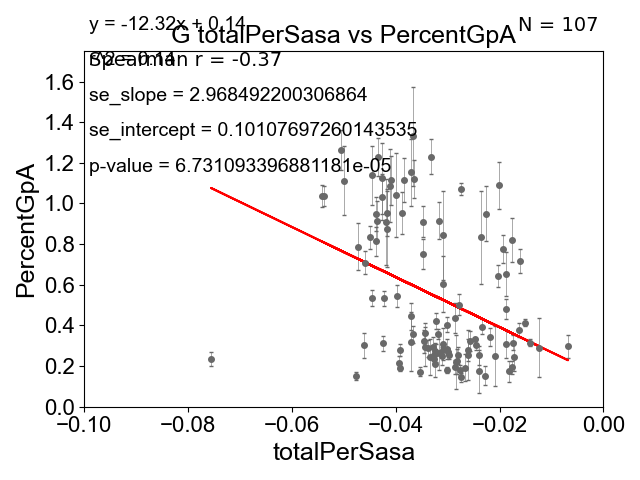 y = -12.32x + 0.14
N = 107
G totalPerSasa vs PercentGpA
Spearman r = -0.37
se_slope = 2.968492200306864
se_intercept = 0.10107697260143535
p-value = 6.731093396881181e-05
PercentGpA
1.6
1.4
1.2
1.0
0.8
0.6
0.4
0.2
0.0
−0.10 −0.08 −0.06 −0.04 −0.02 0.00
totalPerSasa